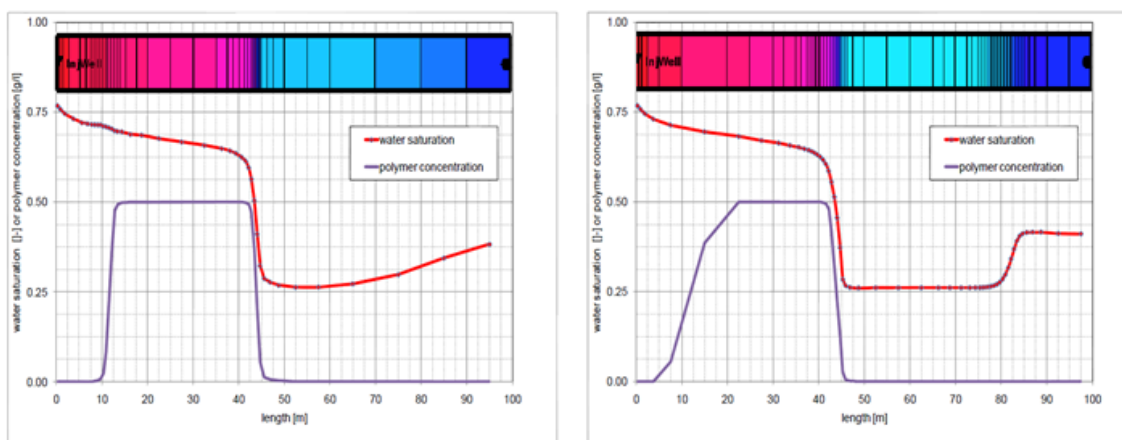 1.00
0.75
0.50
0.25
0.00
water saturation [-] or polymer concentration [g/l]
InjWell
water saturation
polymer concentration
0 10 20 30 40 50 60 70 80 90 100
length [m]
1.00
0.75
0.50
0.25
0.00
water saturation [-] or polymer concentration [g/l]
InjWell
water saturation
polymer concentration
0 10 20 30 40 50 60 70 80 90 100
length [m]